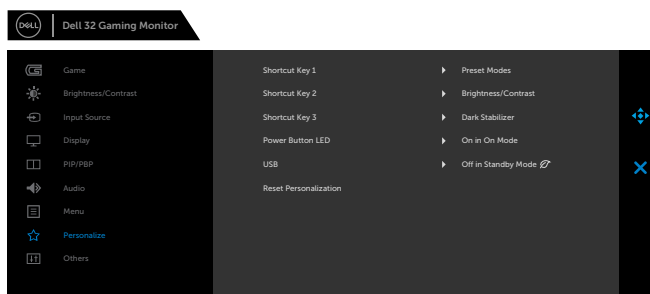 DELL
Dell 32 Gaming Monitor
Game
Brightness/Contrast
Input Source
Display
PIP/PBP
Audio
Menu
Personalize
Others
Shortcut Key 1 Preset Modes
Shortcut Key 2 Brightness/Contrast
Shortcut Key 3 Dark Stabilizer
Power Button LED On in On Mode
USB Off in Standby Mode
Reset Personalization